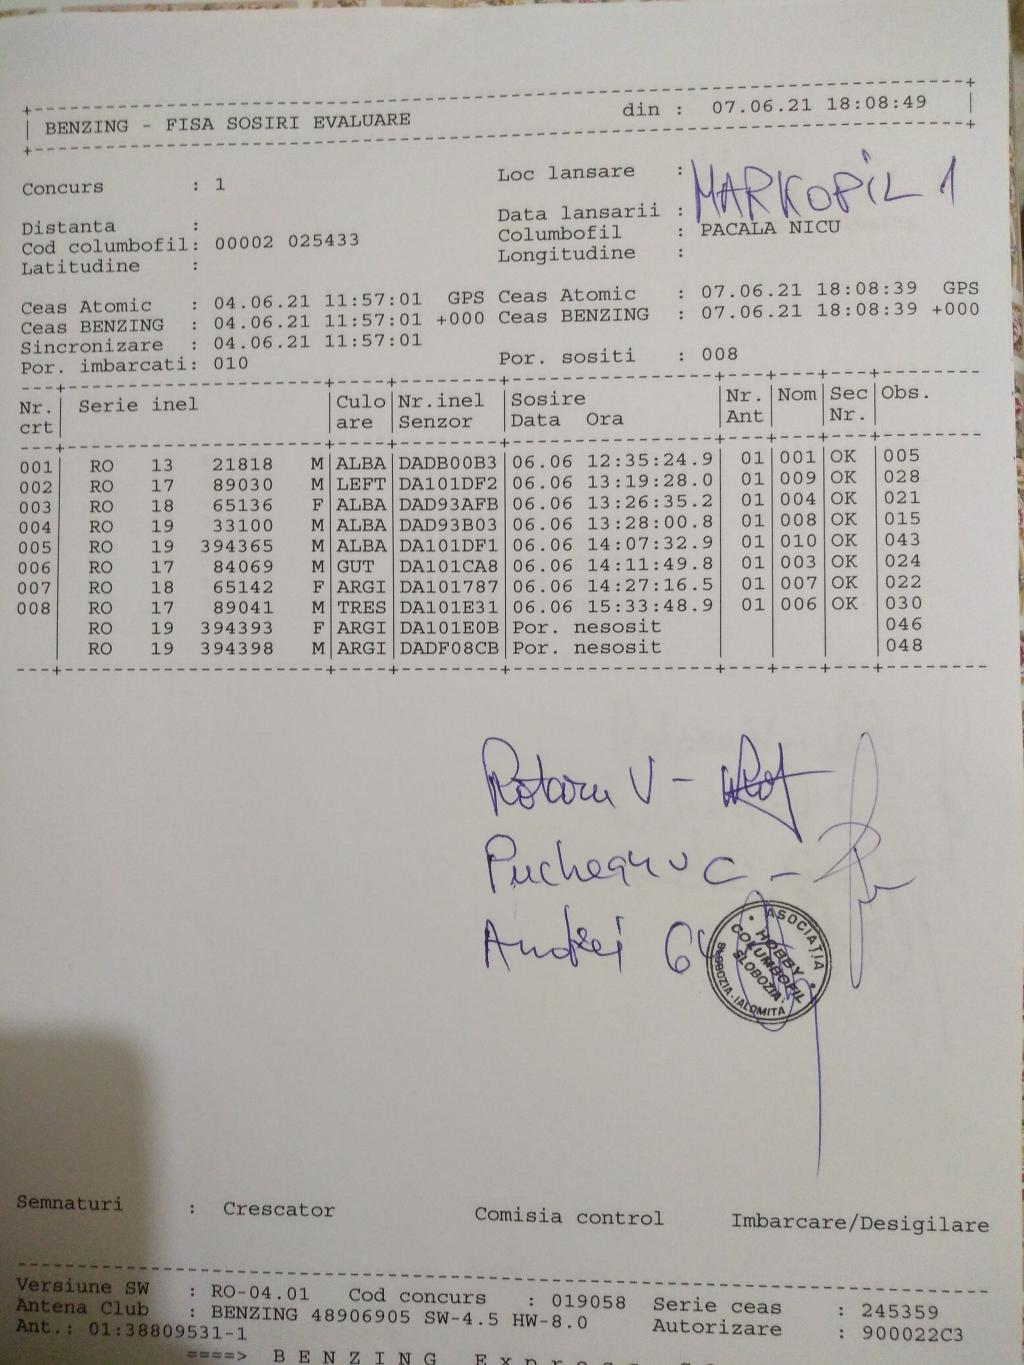 BENZING - FISA SOSIRI EVALUARE din : 07.06.21 18:08:49
Concurs : 1 Loc lansare : MARKOPIL 1
Data lansarii :
Distanta : Columbofil : PACALA NICU
Cod columbofil: 00002 025433 Longitudine :
Latitudine :
Ceas Atomic : 04.06.21 11:57:01 GPS Ceas Atomic : 07.06.21 18:08:39 GPS
Ceas BENZING : 04.06.21 11:57:01 +000 Ceas BENZING : 07.06.21 18:08:39 +000
Sincronizare : 04.06.21 11:57:01
Por. imbarcati: 010 Por. sositi : 008
Nr. Serie inel Culo Nr.inel Sosire Nr. Nom Sec Obs.
crt are Senzor Data Ora Ant Nr.
001 RO 13 21818 M ALBA DADB00B3 06.06 12:35:24.9 01 001 OK 005
002 RO 17 89030 M LEFT DA101DF2 06.06 13:19:28.0 01 009 OK 028
003 RO 18 65136 F ALBA DAD93AFB 06.06 13:26:35.2 01 004 OK 021
004 RO 19 33100 M ALBA DAD93B03 06.06 13:28:00.8 01 008 OK 015
005 RO 19 394365 M ALBA DA101DF1 06.06 14:07:32.9 01 010 OK 043
006 RO 17 84069 M GUT DA101CA8 06.06 14:11:49.8 01 003 OK 024
007 RO 18 65142 F ARGI DA101787 06.06 14:27:16.5 01 007 OK 022
008 RO 17 89041 M TRES DA101E31 06.06 15:33:48.9 01 006 OK 030
RO 19 394393 F ARGI DA101E0B Por. nesosit 046
RO 19 394398 M ARGI DADF08CB Por. nesosit 048
V -
C -
Andrei
ASOCIAȚIA
HOBBY
COLUMBOFIL
SLOBOZIA
SLOBOZIA-IALOMIȚA
Semnaturi : Crescator Comisia control Imbarcare/Desigilare
Versiune SW : RO-04.01 Cod concurs : 019058 Serie ceas : 245359
Antena Club : BENZING 48906905 SW-4.5 HW-8.0 Autorizare : 900022C3
Ant.: 01:38809531-1
====> BENZING Express